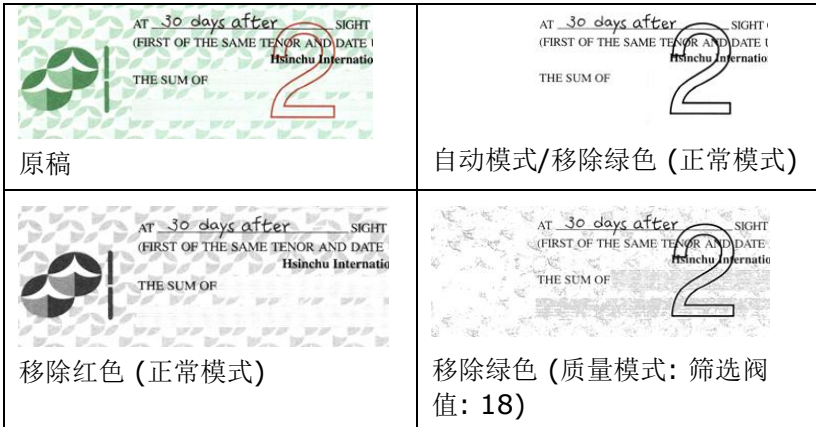 AT 30 days after SIGHT
(FIRST OF THE SAME TENOR AND DATE
Hsinchu Internatio
THE SUM OF
2
原稿
AT 30 days after SIGHT
(FIRST OF THE SAME TENOR AND DATE
Hsinchu Internatio
THE SUM OF
2
自动模式/移除绿色 (正常模式)
AT 30 days after SIGHT
(FIRST OF THE SAME TENOR AND DATE
Hsinchu Internatio
THE SUM OF
移除红色 (正常模式)
AT 30 days after SIGHT
(FIRST OF THE SAME TENOR AND DATE
Hsinchu Internatio
THE SUM OF
2
移除绿色 (质量模式: 筛选阀
值: 18)